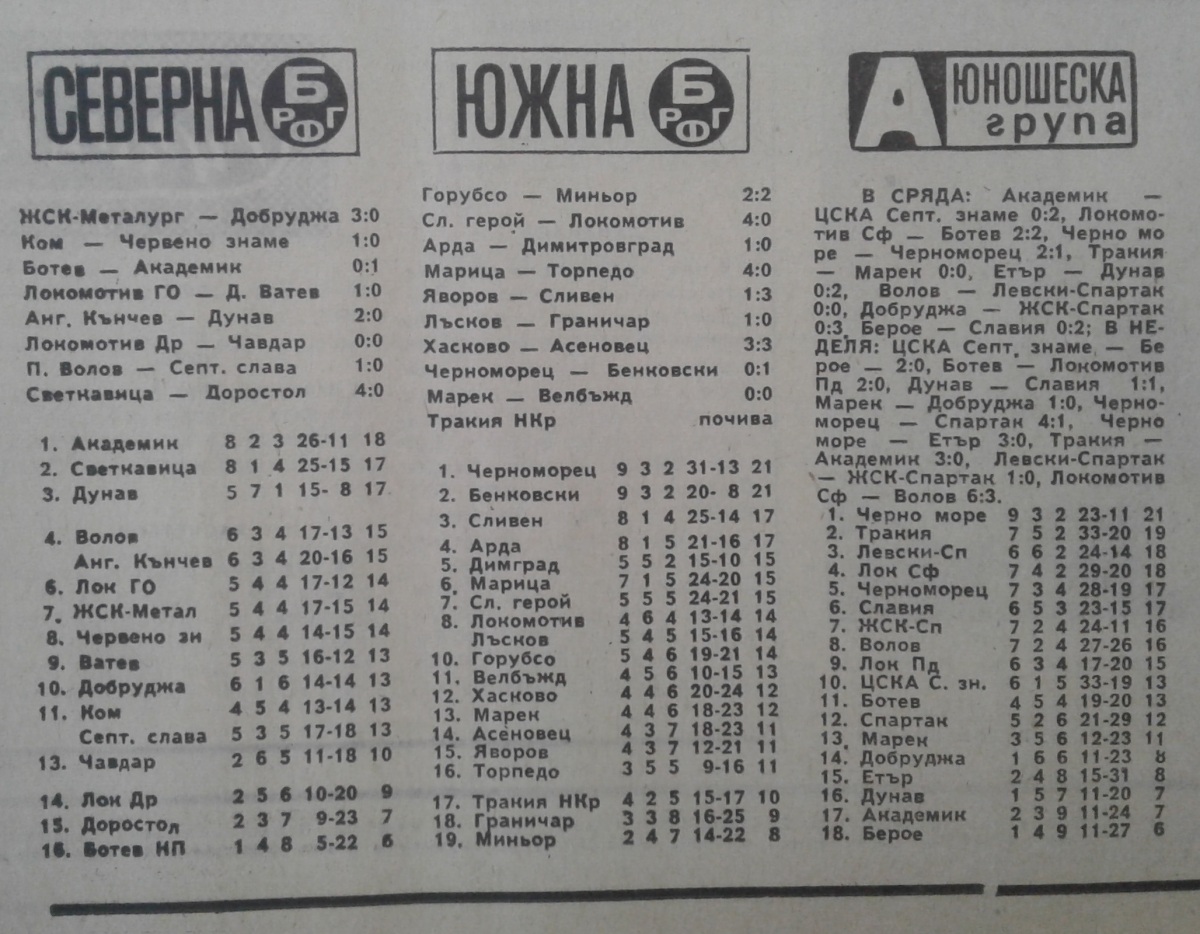 СЕВЕРНА Б РФГ
ЖСК-Металург — Добруджа 3:0
Ком — Червено знаме 1:0
Ботев — Академик 0:1
Локомотив ГО — Д. Ватев 1:0
Анг. Кънчев — Дунав 2:0
Локомотив Др — Чавдар 0:0
П. Волов — Септ. слава 1:0
Светкавица — Доростол 4:0
1. Академик 8 2 3 26-11 18
2. Светкавица 8 1 4 25-15 17
3. Дунав 5 7 1 15- 8 17
4. Волов 6 3 4 17-13 15
Анг. Кънчев 6 3 4 20-16 15
6. Лок ГО 5 4 4 17-12 14
7. ЖСК-Метал 5 4 4 17-15 14
8. Червено зн 5 4 4 14-15 14
9. Ватев 5 3 5 16-12 13
10. Добруджа 6 1 6 14-14 13
11. Ком 4 5 4 13-14 13
Септ. слава 5 3 5 17-18 13
13. Чавдар 2 6 5 11-18 10
14. Лок Др 2 5 6 10-20 9
15. Доростол 2 3 7 9-23 7
16. Ботев НП 1 4 8 5-22 6
ЮЖНА Б РФГ
Горубсо — Миньор 2:2
Сл. герой — Локомотив 4:0
Арда — Димитровград 1:0
Марица — Торпедо 4:0
Яворов — Сливен 1:3
Лъсков — Граничар 1:0
Хасково — Асеновец 3:3
Черноморец — Бенковски 0:1
Марек — Велбъжд 0:0
Тракия НКр почива
1. Черноморец 9 3 2 31-13 21
2. Бенковски 9 3 2 20- 8 21
3. Сливен 8 1 4 25-14 17
4. Арда 8 1 5 21-16 17
5. Димград 5 5 2 15-10 15
6. Марица 7 1 5 24-20 15
7. Сл. герой 5 5 5 24-21 15
8. Локомотив 4 6 4 13-14 14
Лъсков 5 4 5 15-16 14
10. Горубсо 5 4 6 19-21 14
11. Велбъжд 4 5 6 10-15 13
12. Хасково 4 4 6 20-24 12
13. Марек 4 4 6 18-23 12
14. Асеновец 4 3 7 18-23 11
15. Яворов 4 3 7 12-21 11
16. Торпедо 3 5 5 9-16 11
17. Тракия НКр 4 2 5 15-17 10
18. Граничар 3 3 8 16-25 9
19. Миньор 2 4 7 14-22 8
А ЮНОШЕСКА
група
В СРЯДА: Академик —
ЦСКА Септ. знаме 0:2, Локомо-
тив Сф — Ботев 2:2, Черно мо
ре — Черноморец 2:1, Тракия
— Марек 0:0, Етър — Дунав
0:2, Волов — Левски-Спартак
0:0, Добруджа — ЖСК-Спартак
0:3, Берое — Славия 0:2; В НЕ-
ДЕЛЯ: ЦСКА Септ. знаме — Бе
рое — 2:0, Ботев — Локомотив
Пд 2:0, Дунав — Славия 1:1,
Марек — Добруджа 1:0, Черно-
морец — Спартак 4:1, Черно
море — Етър 3:0, Тракия —
Академик 3:0, Левски-Спартак
— ЖСК-Спартак 1:0, Локомотив
Сф — Волов 6:3.
1. Черно море 9 3 2 23-11 21
2. Тракия 7 5 2 33-20 19
3. Левски-Сп 6 6 2 24-14 18
4. Лок Сф 7 4 2 29-20 18
5. Черноморец 7 3 4 28-19 17
6. Славия 6 5 3 23-15 17
7. ЖСК-Сп 7 2 4 24-11 16
8. Волов 7 2 4 27-26 16
9. Лок Пд 6 3 4 17-20 15
10. ЦСКА С. зн. 6 1 5 33-19 13
11. Ботев 4 5 4 19-20 13
12. Спартак 5 2 6 21-29 12
13. Марек 3 5 6 12-23 11
14. Добруджа 1 6 6 11-23 8
15. Етър 2 4 8 15-31 8
16. Дунав 1 5 7 11-20 7
17. Академик 2 3 9 11-24 7
18. Берое 1 4 9 11-27 6